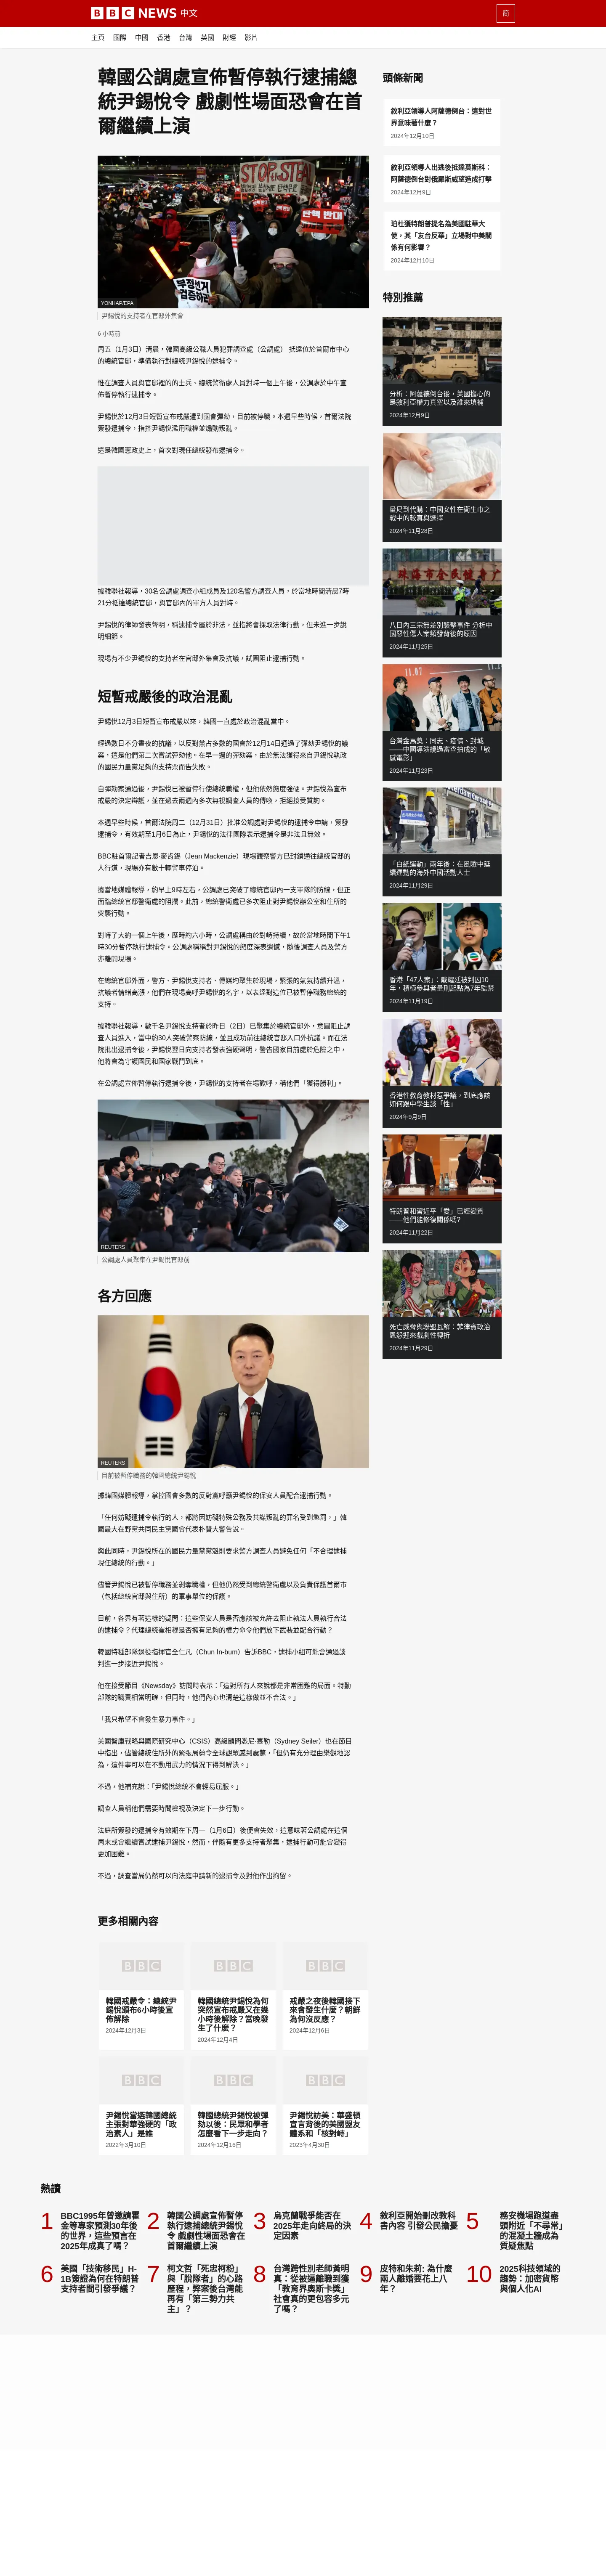 BBC NEWS 中文
简
主頁 國際 中國 香港 台灣 英國 財經 影片
韓國公調處宣佈暫停執行逮捕總
統尹錫悅令 戲劇性場面恐會在首
爾繼續上演
STOP THE STEAL
탄핵 반대
부정선거
검증하라
YONHAP/EPA
尹錫悅的支持者在官邸外集會
6 小時前
周五（1月3日）清晨，韓國高級公職人員犯罪調查處（公調處） 抵達位於首爾市中心
的總統官邸，準備執行對總統尹錫悅的逮捕令。
惟在調查人員與官邸裡的的士兵、總統警衛處人員對峙一個上午後，公調處於中午宣
佈暫停執行逮捕令。
尹錫悅於12月3日短暫宣布戒嚴遭到國會彈劾，目前被停職。本週早些時候，首爾法院
簽發逮捕令，指控尹錫悅濫用職權並煽動叛亂。
這是韓國憲政史上，首次對現任總統發布逮捕令。
據韓聯社報導，30名公調處調查小組成員及120名警方調查人員，於當地時間清晨7時
21分抵達總統官邸，與官邸內的軍方人員對峙。
尹錫悅的律師發表聲明，稱逮捕令屬於非法，並指將會採取法律行動，但未進一步說
明細節。
現場有不少尹錫悅的支持者在官邸外集會及抗議，試圖阻止逮捕行動。
短暫戒嚴後的政治混亂
尹錫悅12月3日短暫宣布戒嚴以來，韓國一直處於政治混亂當中。
經過數日不分晝夜的抗議，以反對黨占多數的國會於12月14日通過了彈劾尹錫悅的議
案，這是他們第二次嘗試彈劾他。在早一週的彈劾案，由於無法獲得來自尹錫悅執政
的國民力量黨足夠的支持票而告失敗。
自彈劾案通過後，尹錫悅已被暫停行使總統職權，但他依然態度強硬。尹錫悅為宣布
戒嚴的決定辯護，並在過去兩週內多次無視調查人員的傳喚，拒絕接受質詢。
本週早些時候，首爾法院周二（12月31日）批准公調處對尹錫悅的逮捕令申請，簽發
逮捕令，有效期至1月6日為止，尹錫悅的法律團隊表示逮捕令是非法且無效。
BBC駐首爾記者吉恩·麥肯錫（Jean Mackenzie）現場觀察警方已封鎖通往總統官邸的
人行道，現場亦有數十輛警車停泊。
據當地媒體報導，約早上9時左右，公調處已突破了總統官邸內一支軍隊的防線，但正
面臨總統官邸警衛處的阻攔。此前，總統警衛處已多次阻止對尹錫悅辦公室和住所的
突襲行動。
對峙了大約一個上午後，歷時約六小時，公調處稱由於對峙持續，故於當地時間下午1
時30分暫停執行逮捕令。公調處稱稱對尹錫悅的態度深表遺憾，隨後調查人員及警方
亦離開現場。
在總統官邸外面，警方、尹錫悅支持者、傳媒均聚集於現場，緊張的氣氛持續升溫，
抗議者情緒高漲，他們在現場高呼尹錫悅的名字，以表達對這位已被暫停職務總統的
支持。
據韓聯社報導，數千名尹錫悅支持者於昨日（2日）已聚集於總統官邸外，意圖阻止調
查人員進入，當中約30人突破警察防線，並且成功前往總統官邸入口外抗議。而在法
院批出逮捕令後，尹錫悅翌日向支持者發表強硬聲明，警告國家目前處於危險之中，
他將會為守護國民和國家戰鬥到底。
在公調處宣佈暫停執行逮捕令後，尹錫悅的支持者在場歡呼，稱他們「獲得勝利」。
REUTERS
公調處人員聚集在尹錫悅官邸前
各方回應
REUTERS
目前被暫停職務的韓國總統尹錫悅
據韓國媒體報導，掌控國會多數的反對黨呼籲尹錫悅的保安人員配合逮捕行動。
「任何妨礙逮捕令執行的人，都將因妨礙特殊公務及共謀叛亂的罪名受到懲罰，」韓
國最大在野黨共同民主黨國會代表朴贊大警告說。
與此同時，尹錫悅所在的國民力量黨黨魁則要求警方調查人員避免任何「不合理逮捕
現任總統的行動。」
儘管尹錫悅已被暫停職務並剝奪職權，但他仍然受到總統警衛處以及負責保護首爾市
（包括總統官邸與住所）的軍事單位的保護。
目前，各界有著這樣的疑問：這些保安人員是否應該被允許去阻止執法人員執行合法
的逮捕令？代理總統崔相穆是否擁有足夠的權力命令他們放下武裝並配合行動？
韓國特種部隊退役指揮官全仁凡（Chun In-bum）告訴BBC，逮捕小組可能會通過談
判進一步接近尹錫悅。
他在接受節目《Newsday》訪問時表示：「這對所有人來說都是非常困難的局面。特勤
部隊的職責相當明確，但同時，他們內心也清楚這樣做並不合法。」
「我只希望不會發生暴力事件。」
美國智庫戰略與國際研究中心（CSIS）高級顧問悉尼·塞勒（Sydney Seiler）也在節目
中指出，儘管總統住所外的緊張局勢令全球觀眾感到震驚，「但仍有充分理由樂觀地認
為，這件事可以在不動用武力的情況下得到解決。」
不過，他補充說：「尹錫悅總統不會輕易屈服。」
調查人員稱他們需要時間檢視及決定下一步行動。
法庭所簽發的逮捕令有效期在下周一（1月6日）後便會失效，這意味著公調處在這個
周末或會繼續嘗試逮捕尹錫悅，然而，伴隨有更多支持者聚集，逮捕行動可能會變得
更加困難。
不過，調查當局仍然可以向法庭申請新的逮捕令及對他作出拘留。
更多相關內容
BBC
韓國戒嚴令：總統尹
錫悅頒布6小時後宣
佈解除
2024年12月3日
BBC
韓國總統尹錫悅為何
突然宣布戒嚴又在幾
小時後解除？當晚發
生了什麼？
2024年12月4日
BBC
戒嚴之夜後韓國接下
來會發生什麼？朝鮮
為何沒反應？
2024年12月6日
BBC
尹錫悅當選韓國總統
主張對華強硬的「政
治素人」是誰
2022年3月10日
BBC
韓國總統尹錫悅被彈
劾以後：民眾和學者
怎麼看下一步走向？
2024年12月16日
BBC
尹錫悅訪美：華盛頓
宣言背後的美國盟友
體系和「核對峙」
2023年4月30日
頭條新聞
敘利亞領導人阿薩德倒台：這對世
界意味著什麼？
2024年12月10日
敘利亞領導人出逃後抵達莫斯科：
阿薩德倒台對俄羅斯威望造成打擊
2024年12月9日
珀杜獲特朗普提名為美國駐華大
使，其「友台反華」立場對中美關
係有何影響？
2024年12月10日
特別推薦
分析：阿薩德倒台後，美國擔心的
是敘利亞權力真空以及誰來填補
2024年12月9日
量尺到代購：中國女性在衛生巾之
戰中的較真與選擇
2024年11月28日
八日內三宗無差別襲擊事件 分析中
國惡性傷人案頻發背後的原因
2024年11月25日
11.07
台灣金馬獎：同志、疫情、封城
——中國導演繞過審查拍成的「敏
感電影」
2024年11月23日
「白紙運動」兩年後：在風險中延
續運動的海外中國活動人士
2024年11月29日
香港「47人案」：戴耀廷被判囚10
年，積極參與者量刑起點為7年監禁
2024年11月19日
香港性教育教材惹爭議，到底應該
如何跟中學生談「性」
2024年9月9日
特朗普和習近平「愛」已經變質
——他們能修復關係嗎?
2024年11月22日
死亡威脅與聯盟瓦解：菲律賓政治
恩怨迎來戲劇性轉折
2024年11月29日
熱讀
1 BBC1995年曾邀請霍
金等專家預測30年後
的世界，這些預言在
2025年成真了嗎？
2 韓國公調處宣佈暫停
執行逮捕總統尹錫悅
令 戲劇性場面恐會在
首爾繼續上演
3 烏克蘭戰爭能否在
2025年走向終局的決
定因素
4 敘利亞開始刪改教科
書內容 引發公民擔憂
5 務安機場跑道盡
頭附近「不尋常」
的混凝土牆成為
質疑焦點
6 美國「技術移民」H-
1B簽證為何在特朗普
支持者間引發爭議？
7 柯文哲「死忠柯粉」
與「脫隊者」的心路
歷程，弊案後台灣能
再有「第三勢力共
主」？
8 台灣跨性別老師黃明
真：從被逼離職到獲
「教育界奧斯卡獎」
社會真的更包容多元
了嗎？
9 皮特和朱莉: 為什麼
兩人離婚要花上八
年？
10 2025科技領域的
趨勢：加密貨幣
與個人化AI